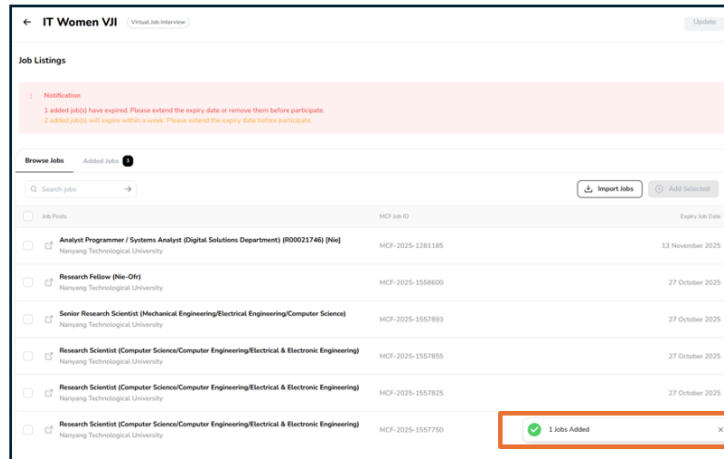 ← IT Women VJI Virtual Job Interview Update
Job Listings
Notification
1 added job(s) have expired. Please extend the expiry date or remove them before participate.
2 added job(s) will expire within a week. Please extend the expiry date before participate.
Browse Jobs Added Jobs 3
Search jobs → Import Jobs Add Selected
Job Posts MCF Job ID Expiry Job Date
Analyst Programmer / Systems Analyst (Digital Solutions Department) (R00021746) [Nie]
Nanyang Technological University
MCF-2025-1281185 13 November 2025
Research Fellow (Nie-Ofr)
Nanyang Technological University
MCF-2025-1558600 27 October 2025
Senior Research Scientist (Mechanical Engineering/Electrical Engineering/Computer Science)
Nanyang Technological University
MCF-2025-1557893 27 October 2025
Research Scientist (Computer Science/Computer Engineering/Electrical & Electronic Engineering)
Nanyang Technological University
MCF-2025-1557855 27 October 2025
Research Scientist (Computer Science/Computer Engineering/Electrical & Electronic Engineering)
Nanyang Technological University
MCF-2025-1557825 27 October 2025
Research Scientist (Computer Science/Computer Engineering/Electrical & Electronic Engineering)
Nanyang Technological University
MCF-2025-1557750
1 Jobs Added ×